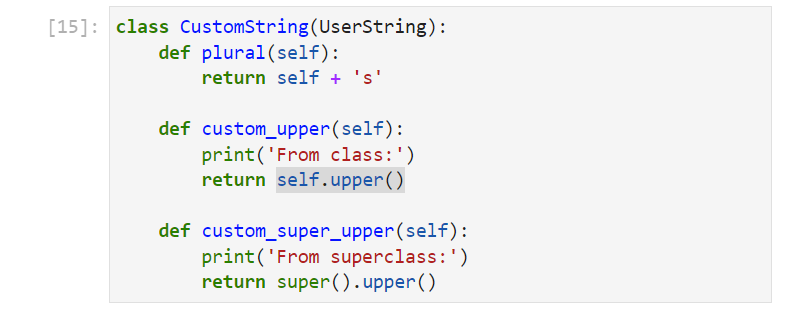 [15]: class CustomString(UserString):
    def plural(self):
        return self + 's'
    def custom_upper(self):
        print('From class:')
        return self.upper()
    def custom_super_upper(self):
        print('From superclass:')
        return super().upper()